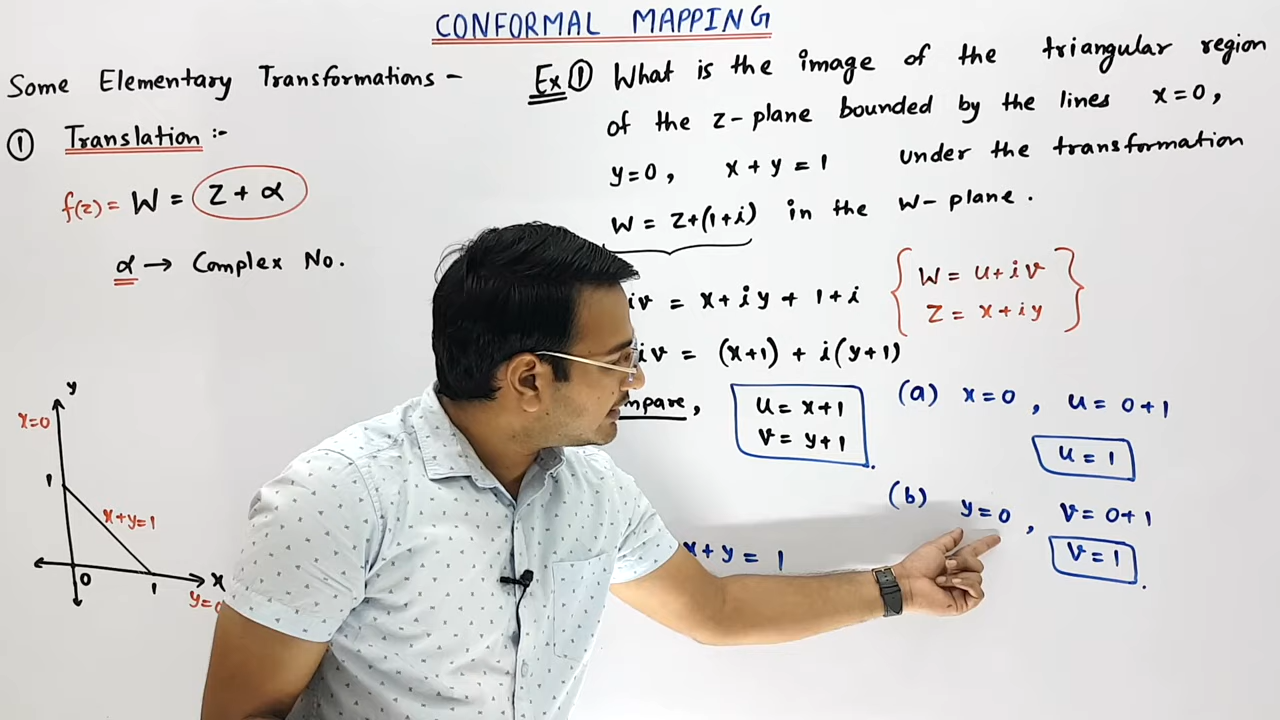 CONFORMAL MAPPING
Some Elementary Transformations -
① Translation :-
f(z) = W = Z + α
α → Complex No.
y
x=0
1
x+y=1
0
1
x
Ex ① What is the image of the triangular region
of the z-plane bounded by the lines x=0,
y=0, x+y=1 under the transformation
W = Z+(1+i) in the W-plane.
{ W = u+iv
Z = x+iy }
iv = x+iy + 1+i
iv = (x+1) + i(y+1)
mpare,
u = x+1
v = y+1
(a) x=0, u = 0+1
u = 1
(b) y=0, v = 0+1
v = 1
x+y = 1